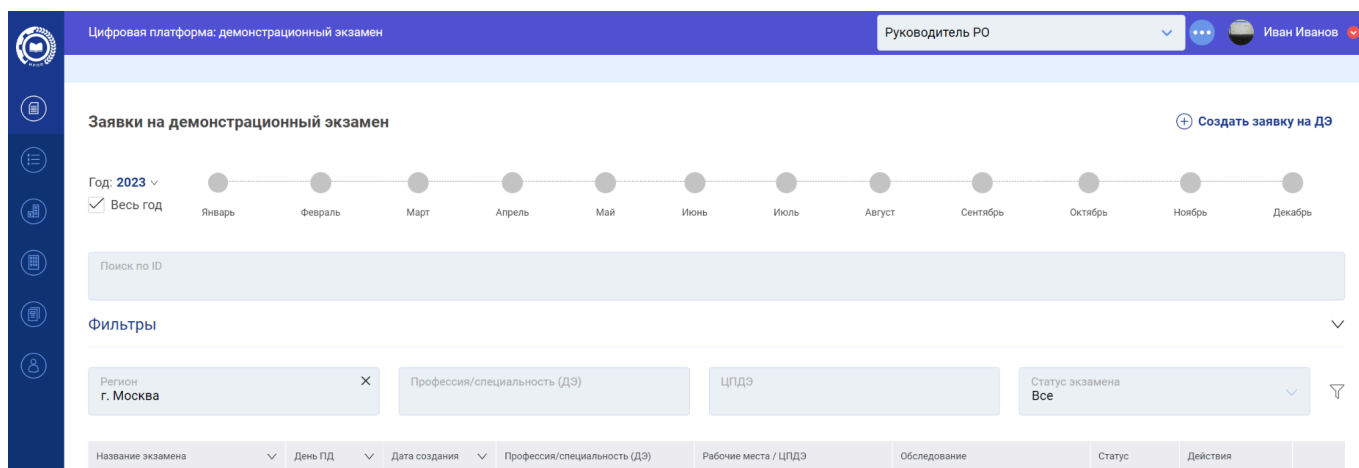 Цифровая платформа: демонстрационный экзамен
Руководитель РО
Иван Иванов
Заявки на демонстрационный экзамен
Создать заявку на ДЭ
Год: 2023
Весь год
Январь Февраль Март Апрель Май Июнь Июль Август Сентябрь Октябрь Ноябрь Декабрь
Поиск по ID
Фильтры
Регион
г. Москва
Профессия/специальность (ДЭ)
ЦПДЭ
Статус экзамена
Все
Название экзамена День ПД Дата создания Профессия/специальность (ДЭ) Рабочие места / ЦПДЭ Обследование Статус Действия